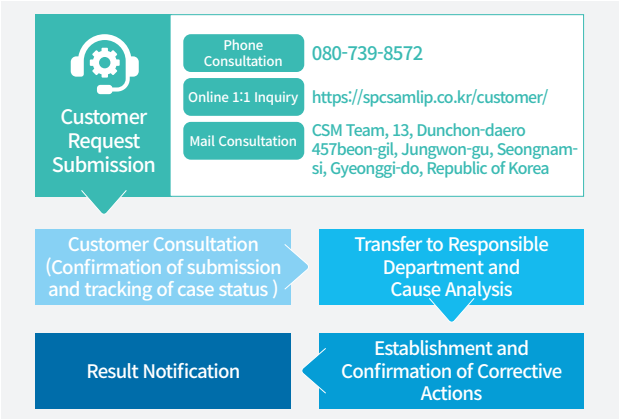 Customer
Request
Submission
Phone
Consultation
080-739-8572
Online 1:1 Inquiry
https://spcsamlip.co.kr/customer/
Mail Consultation
CSM Team, 13, Dunchon-daero
457beon-gil, Jungwon-gu, Seongnam-
si, Gyeonggi-do, Republic of Korea
Customer Consultation
(Confirmation of submission
and tracking of case status )
Transfer to Responsible
Department and
Cause Analysis
Establishment and
Confirmation of Corrective
Actions
Result Notification